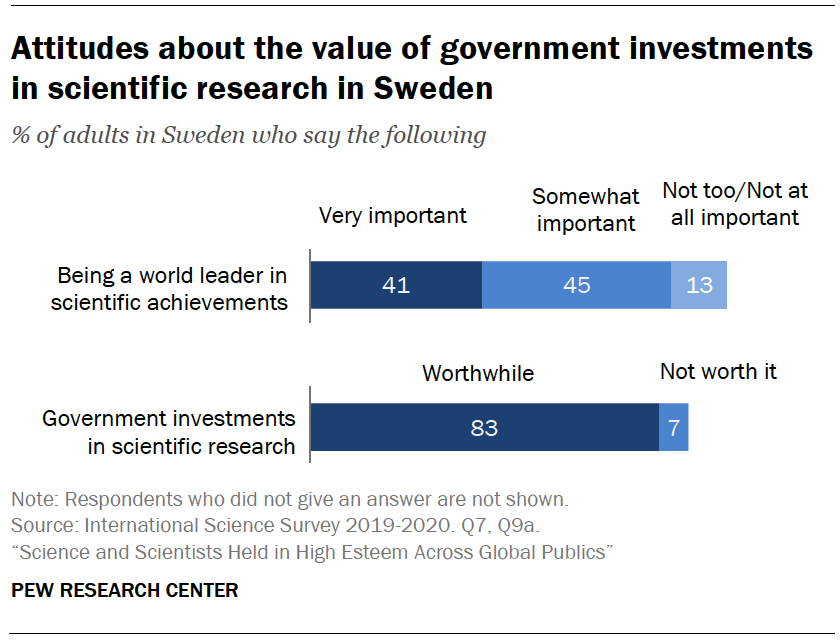 Attitudes about the value of government investments
in scientific research in Sweden
% of adults in Sweden who say the following
Very important
Somewhat
important
Not too/Not at
all important
Being a world leader in
scientific achievements
41
45
13
Worthwhile
Not worth it
Government investments
in scientific research
83
7
Note: Respondents who did not give an answer are not shown.
Source: International Science Survey 2019-2020. Q7, Q9a.
“Science and Scientists Held in High Esteem Across Global Publics”
PEW RESEARCH CENTER